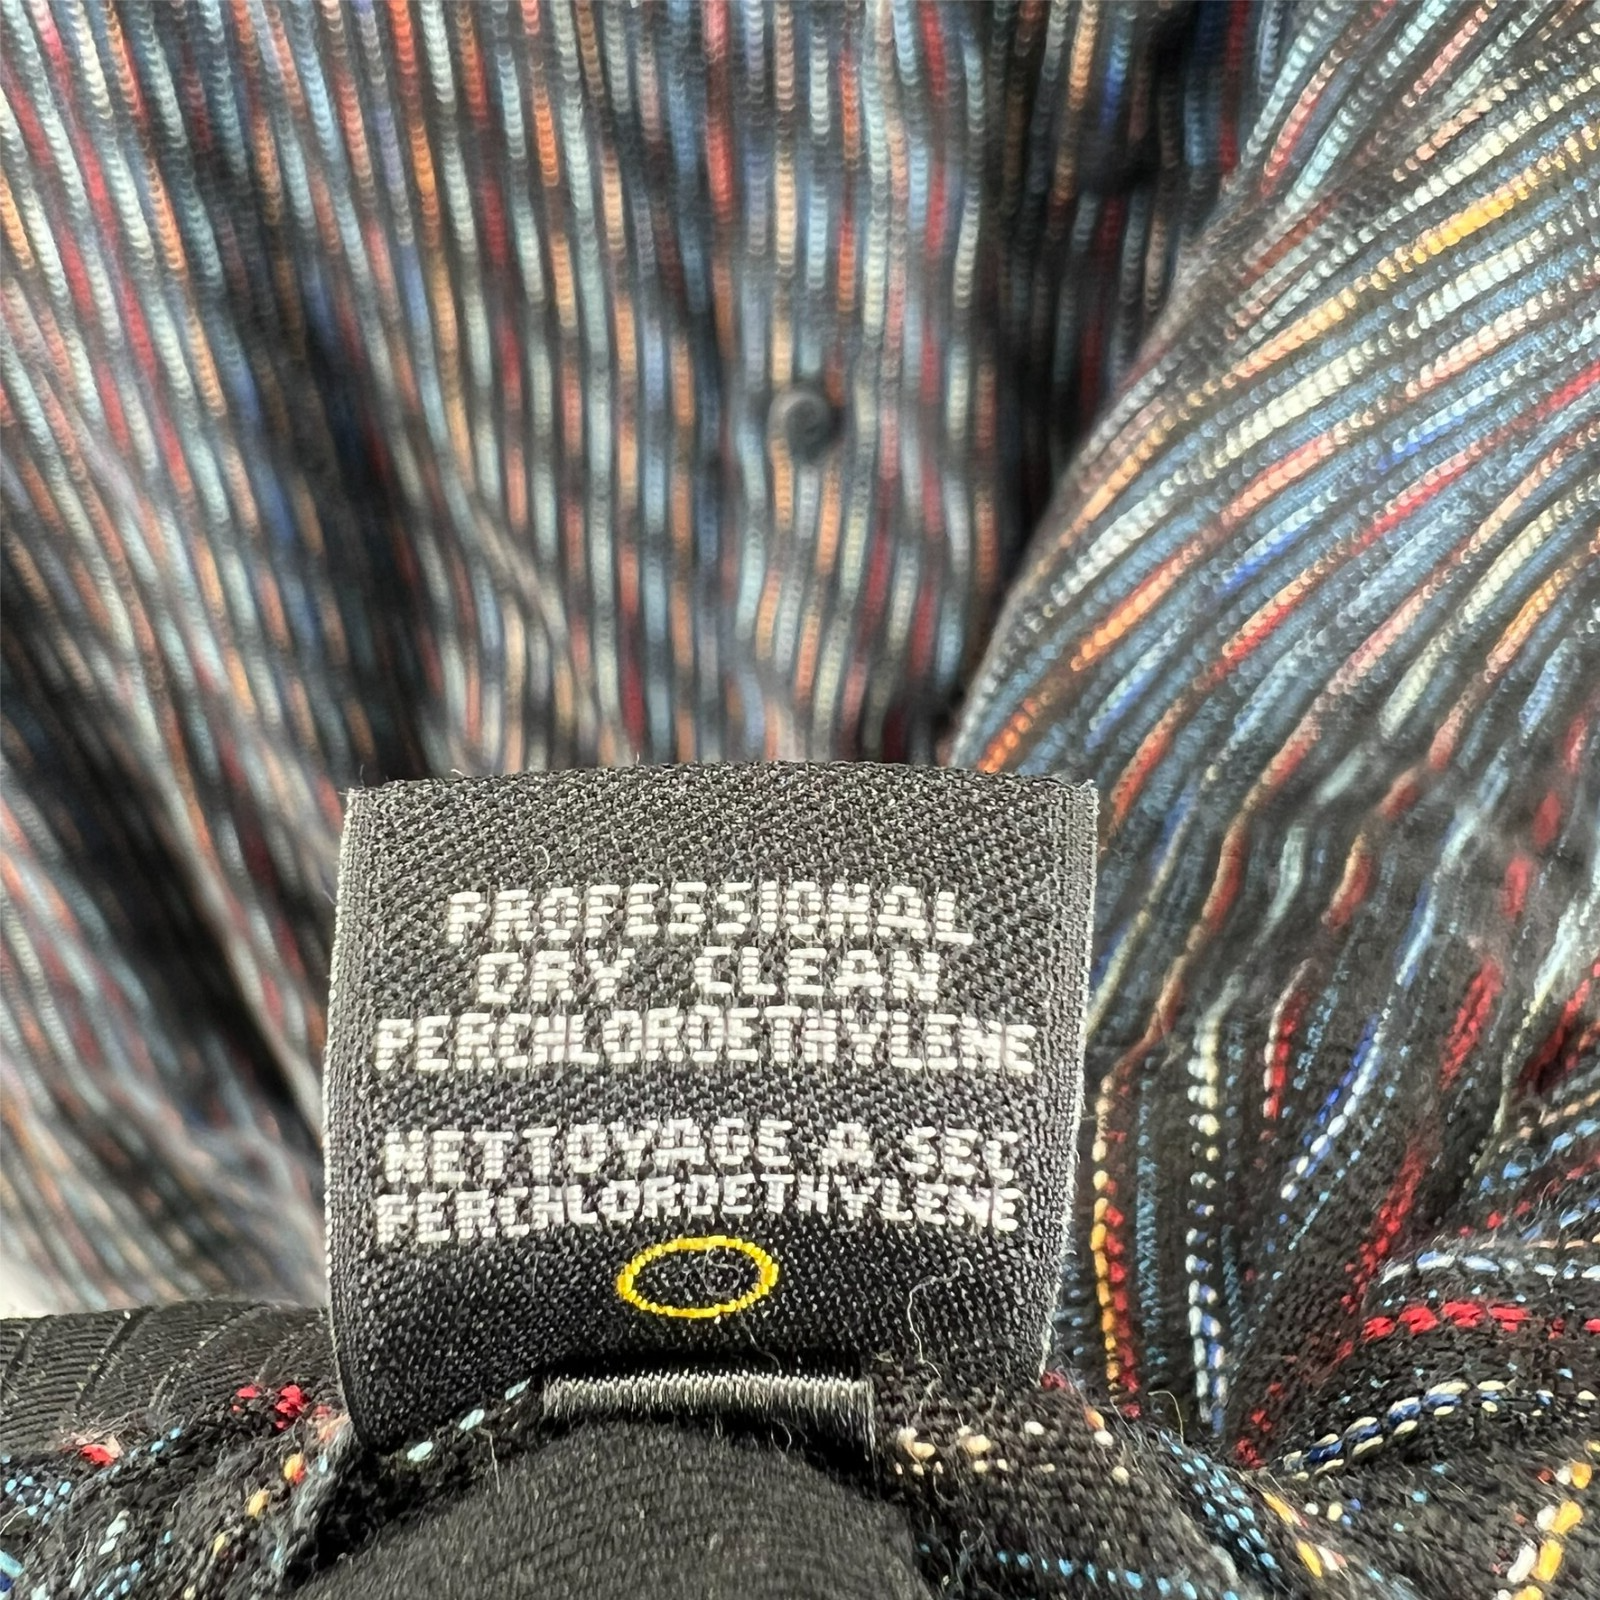 PROFESSIONAL
DRY CLEAN
PERCHLOROETHYLENE
NETTOYAGE A SEC
PERCHLOROETHYLENE